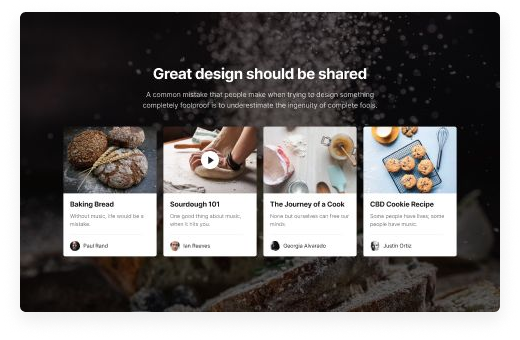 Great design should be shared
A common mistake that people make when trying to design something
completely foolproof is to underestimate the ingenuity of complete fools.
Baking Bread
Without music, life would be a
mistake.
Paul Rand
Sourdough 101
One good thing about music,
when it hits you.
Ian Reeves
The Journey of a Cook
None but ourselves can free our
minds.
Georgia Alvarado
CBD Cookie Recipe
Some people have lives; some
people have music.
Justin Ortiz